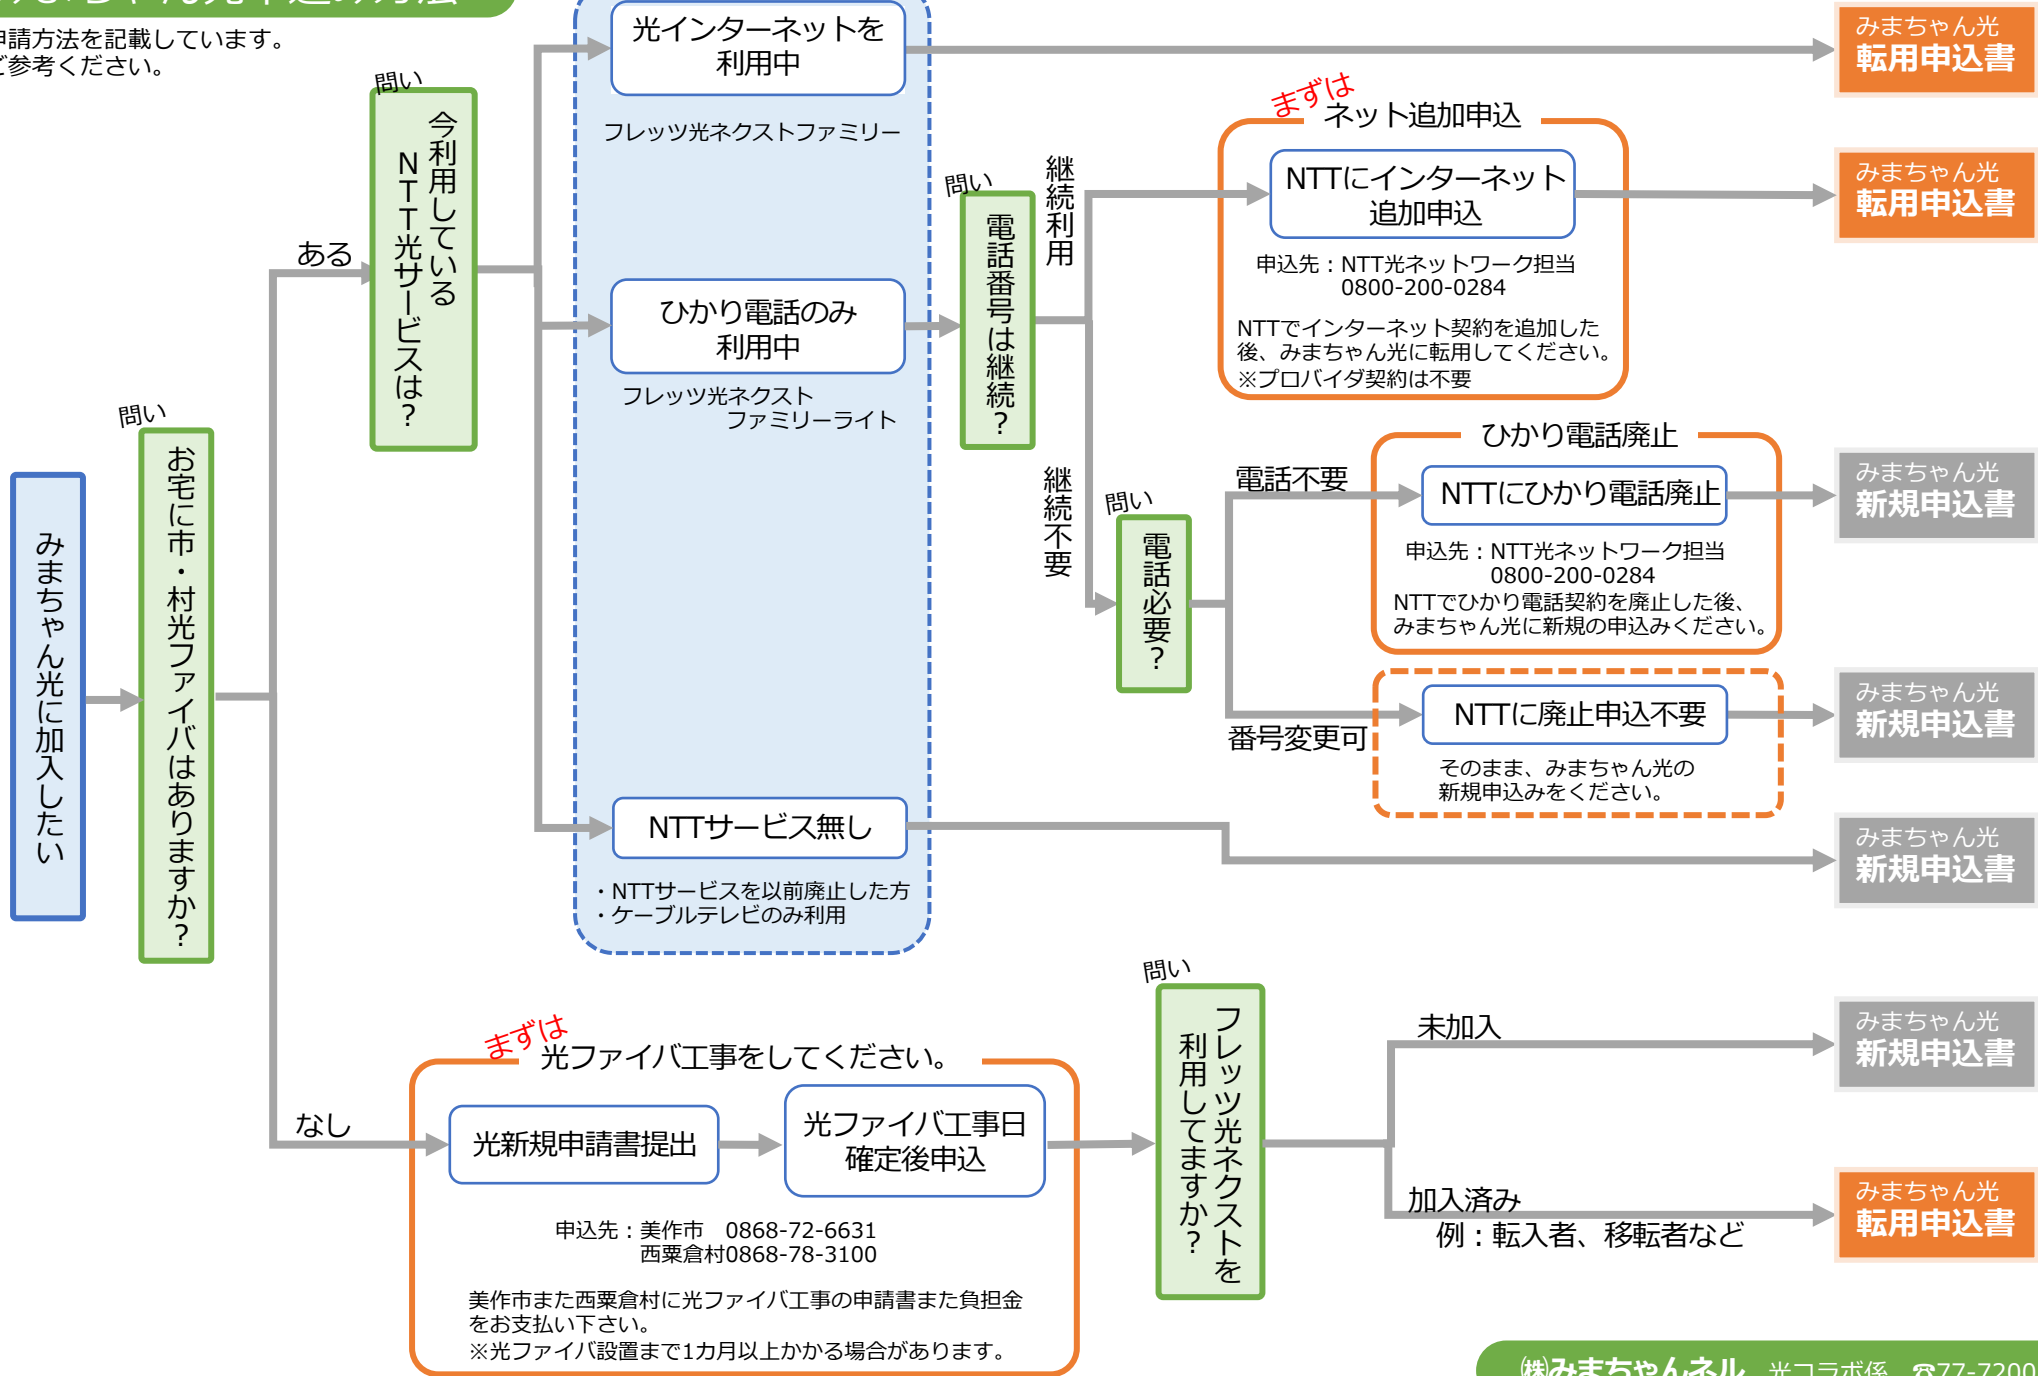 ちゃん光申込み方法
申請方法を記載しています。
ご参考ください。
みまちゃん光に加入したい
問い
お宅に市・村光ファイバはありますか？
ある
なし
問い
今利用している
ＮＴＴ光サービスは？
光インターネットを
利用中
フレッツ光ネクストファミリー
ひかり電話のみ
利用中
フレッツ光ネクスト
ファミリーライト
NTTサービス無し
・NTTサービスを以前廃止した方
・ケーブルテレビのみ利用
問い
電話番号は継続？
継続利用
継続不要
まずは
ネット追加申込
NTTにインターネット
追加申込
申込先：NTT光ネットワーク担当
0800-200-0284
NTTでインターネット契約を追加した
後、みまちゃん光に転用してください。
※プロバイダ契約は不要
問い
電話必要？
電話不要
番号変更可
ひかり電話廃止
NTTにひかり電話廃止
申込先：NTT光ネットワーク担当
0800-200-0284
NTTでひかり電話契約を廃止した後、
みまちゃん光に新規の申込みください。
NTTに廃止申込不要
そのまま、みまちゃん光の
新規申込みをください。
みまちゃん光
転用申込書
みまちゃん光
転用申込書
みまちゃん光
新規申込書
みまちゃん光
新規申込書
みまちゃん光
新規申込書
まずは
光ファイバ工事をしてください。
光新規申請書提出
光ファイバ工事日
確定後申込
申込先：美作市　0868-72-6631
西粟倉村0868-78-3100
美作市また西粟倉村に光ファイバ工事の申請書また負担金
をお支払い下さい。
※光ファイバ設置まで1カ月以上かかる場合があります。
問い
フレッツ光ネクストを
利用してますか？
未加入
加入済み
例：転入者、移転者など
みまちゃん光
新規申込書
みまちゃん光
転用申込書
㈱みまちゃんネル　光コラボ係　☎77-7200